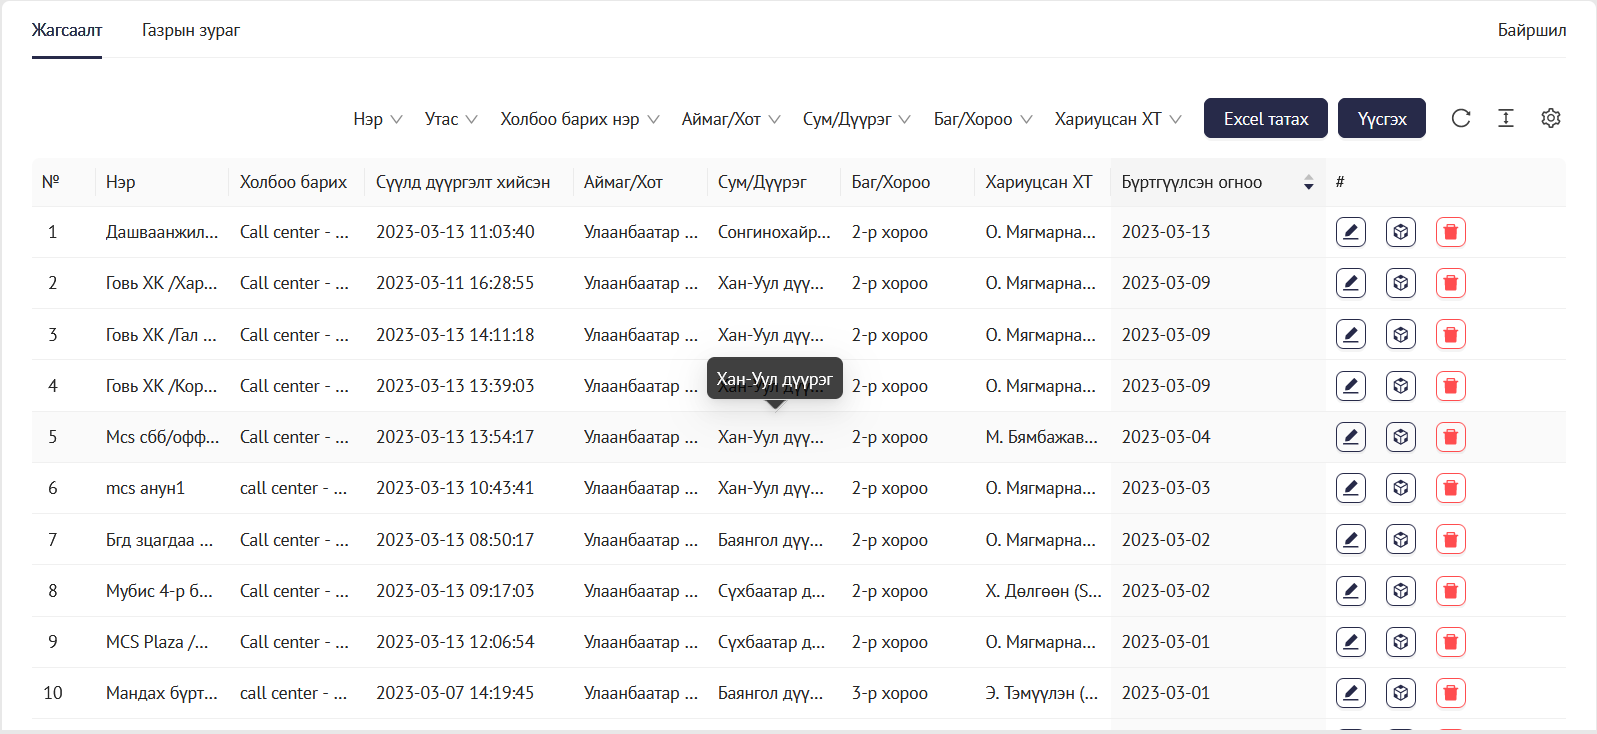 Жагсаалт Газрын зураг Байршил
Нэр Утас Холбоо барих нэр Аймаг/Хот Сум/Дүүрэг Баг/Хороо Хариуцсан ХТ Excel татах Үүсгэх
№ Нэр Холбоо барих Сүүлд дүүргэлт хийсэн Аймаг/Хот Сум/Дүүрэг Баг/Хороо Хариуцсан ХТ Бүртгүүлсэн огноо #
1 Дашваанжил... Call center - ... 2023-03-13 11:03:40 Улаанбаатар ... Сонгинохайр... 2-р хороо О. Мягмарна... 2023-03-13
2 Говь ХК /Хар... Call center - ... 2023-03-11 16:28:55 Улаанбаатар ... Хан-Уул дүү... 2-р хороо О. Мягмарна... 2023-03-09
3 Говь ХК /Гал ... Call center - ... 2023-03-13 14:11:18 Улаанбаатар ... Хан-Уул дүү... 2-р хороо О. Мягмарна... 2023-03-09
4 Говь ХК /Кор... Call center - ... 2023-03-13 13:39:03 Улаанбаатар ... Хан-Уул дүүрэг 2-р хороо О. Мягмарна... 2023-03-09
5 Mcs сбб/офф... Call center - ... 2023-03-13 13:54:17 Улаанбаатар ... Хан-Уул дүү... 2-р хороо М. Бямбажав... 2023-03-04
6 mcs анун1 call center - ... 2023-03-13 10:43:41 Улаанбаатар ... Хан-Уул дүү... 2-р хороо О. Мягмарна... 2023-03-03
7 Бгд зцагдаа ... Call center - ... 2023-03-13 08:50:17 Улаанбаатар ... Баянгол дүү... 2-р хороо О. Мягмарна... 2023-03-02
8 Мубис 4-р б... Call center - ... 2023-03-13 09:17:03 Улаанбаатар ... Сүхбаатар д... 2-р хороо Х. Дөлгөөн (S... 2023-03-02
9 MCS Plaza /... Call center - ... 2023-03-13 12:06:54 Улаанбаатар ... Сүхбаатар д... 2-р хороо О. Мягмарна... 2023-03-01
10 Мандах бүрт... call center - ... 2023-03-07 14:19:45 Улаанбаатар ... Баянгол дүү... 3-р хороо Э. Тэмүүлэн (... 2023-03-01